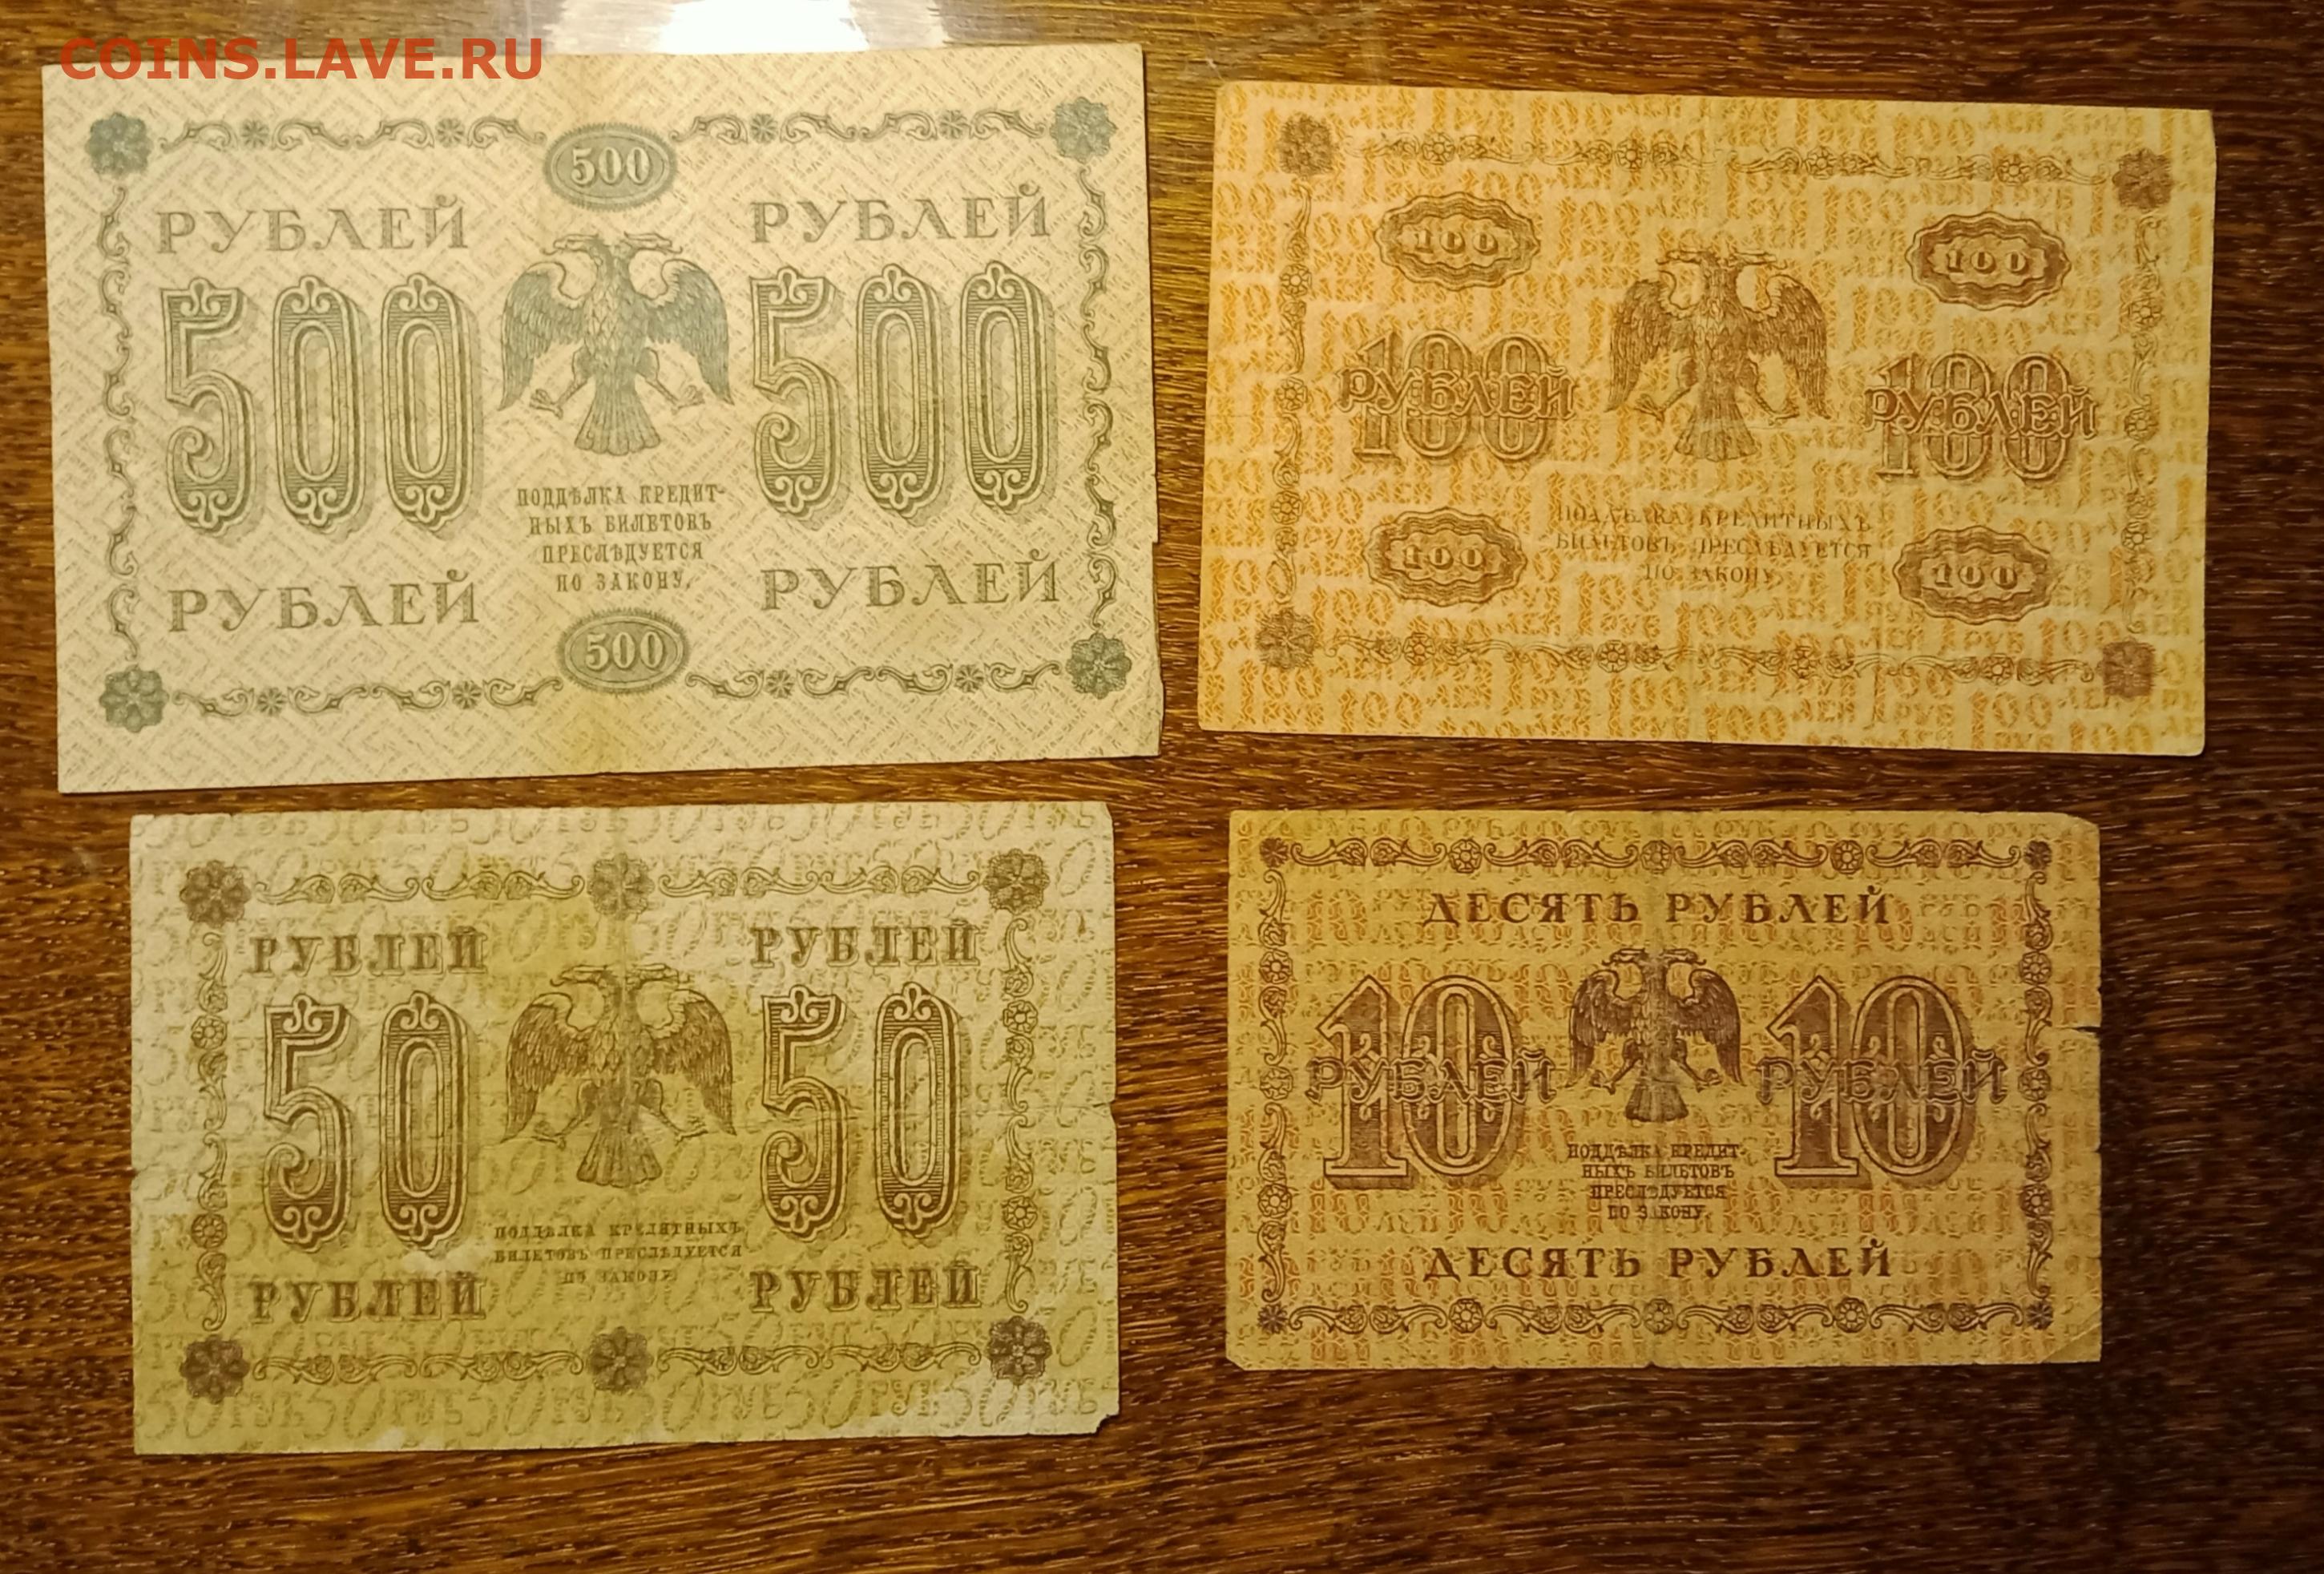 COINS.LAVE.RU
500
РУБЛЕЙ РУБЛЕЙ
500 500
ПОДДѢЛКА КРЕДИТ-
НЫХЪ БИЛЕТОВЪ
ПРЕСЛѢДУЕТСЯ
ПО ЗАКОНУ.
РУБЛЕЙ РУБЛЕЙ
500
100 100
100 100
РУБЛЕЙ РУБЛЕЙ
ПОДДѢЛКА КРЕДИТНЫХЪ
БИЛЕТОВЪ ПРЕСЛѢДУЕТСЯ
ПО ЗАКОНУ
100 100
РУБЛЕЙ РУБЛЕЙ
50 50
ПОДДѢЛКА КРЕДИТНЫХЪ
БИЛЕТОВЪ ПРЕСЛѢДУЕТСЯ
ПО ЗАКОНУ
РУБЛЕЙ РУБЛЕЙ
ДЕСЯТЬ РУБЛЕЙ
10 10
РУБЛЕЙ РУБЛЕЙ
ПОДДѢЛКА КРЕДИТ-
НЫХЪ БИЛЕТОВЪ
ПРЕСЛѢДУЕТСЯ
ПО ЗАКОНУ.
ДЕСЯТЬ РУБЛЕЙ